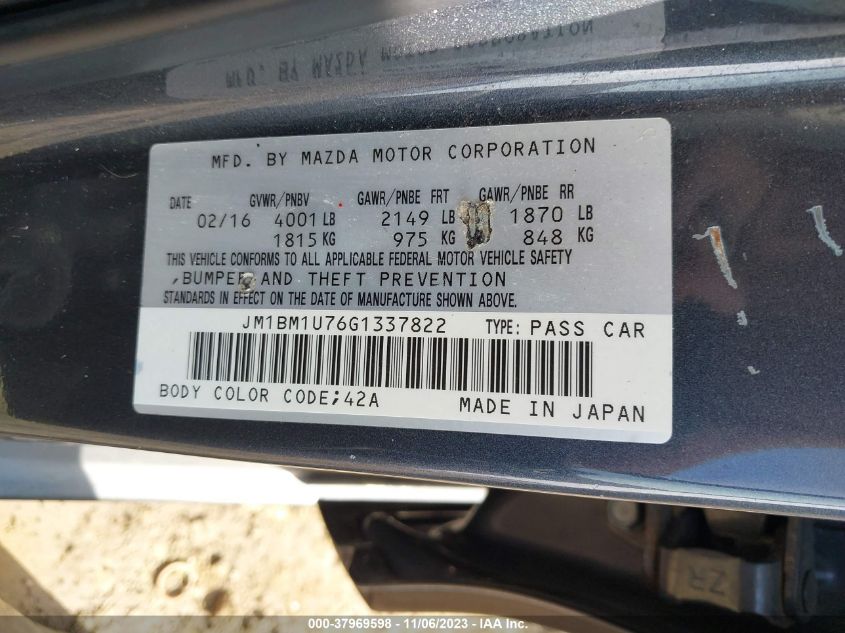 MFD. BY MAZDA MOTOR CORPORATION
DATE GVWR/PNBV GAWR/PNBE FRT GAWR/PNBE RR
02/16 4001 LB 2149 LB 1870 LB
1815 KG 975 KG 848 KG
THIS VEHICLE CONFORMS TO ALL APPLICABLE FEDERAL MOTOR VEHICLE SAFETY
,BUMPER AND THEFT PREVENTION
STANDARDS IN EFFECT ON THE DATE OF MANUFACTURE SHOWN ABOVE.
JM1BM1U76G1337822 TYPE: PASS CAR
BODY COLOR CODE;42A MADE IN JAPAN
ZR
000-37969598 - 11/06/2023 - © IAA Inc.